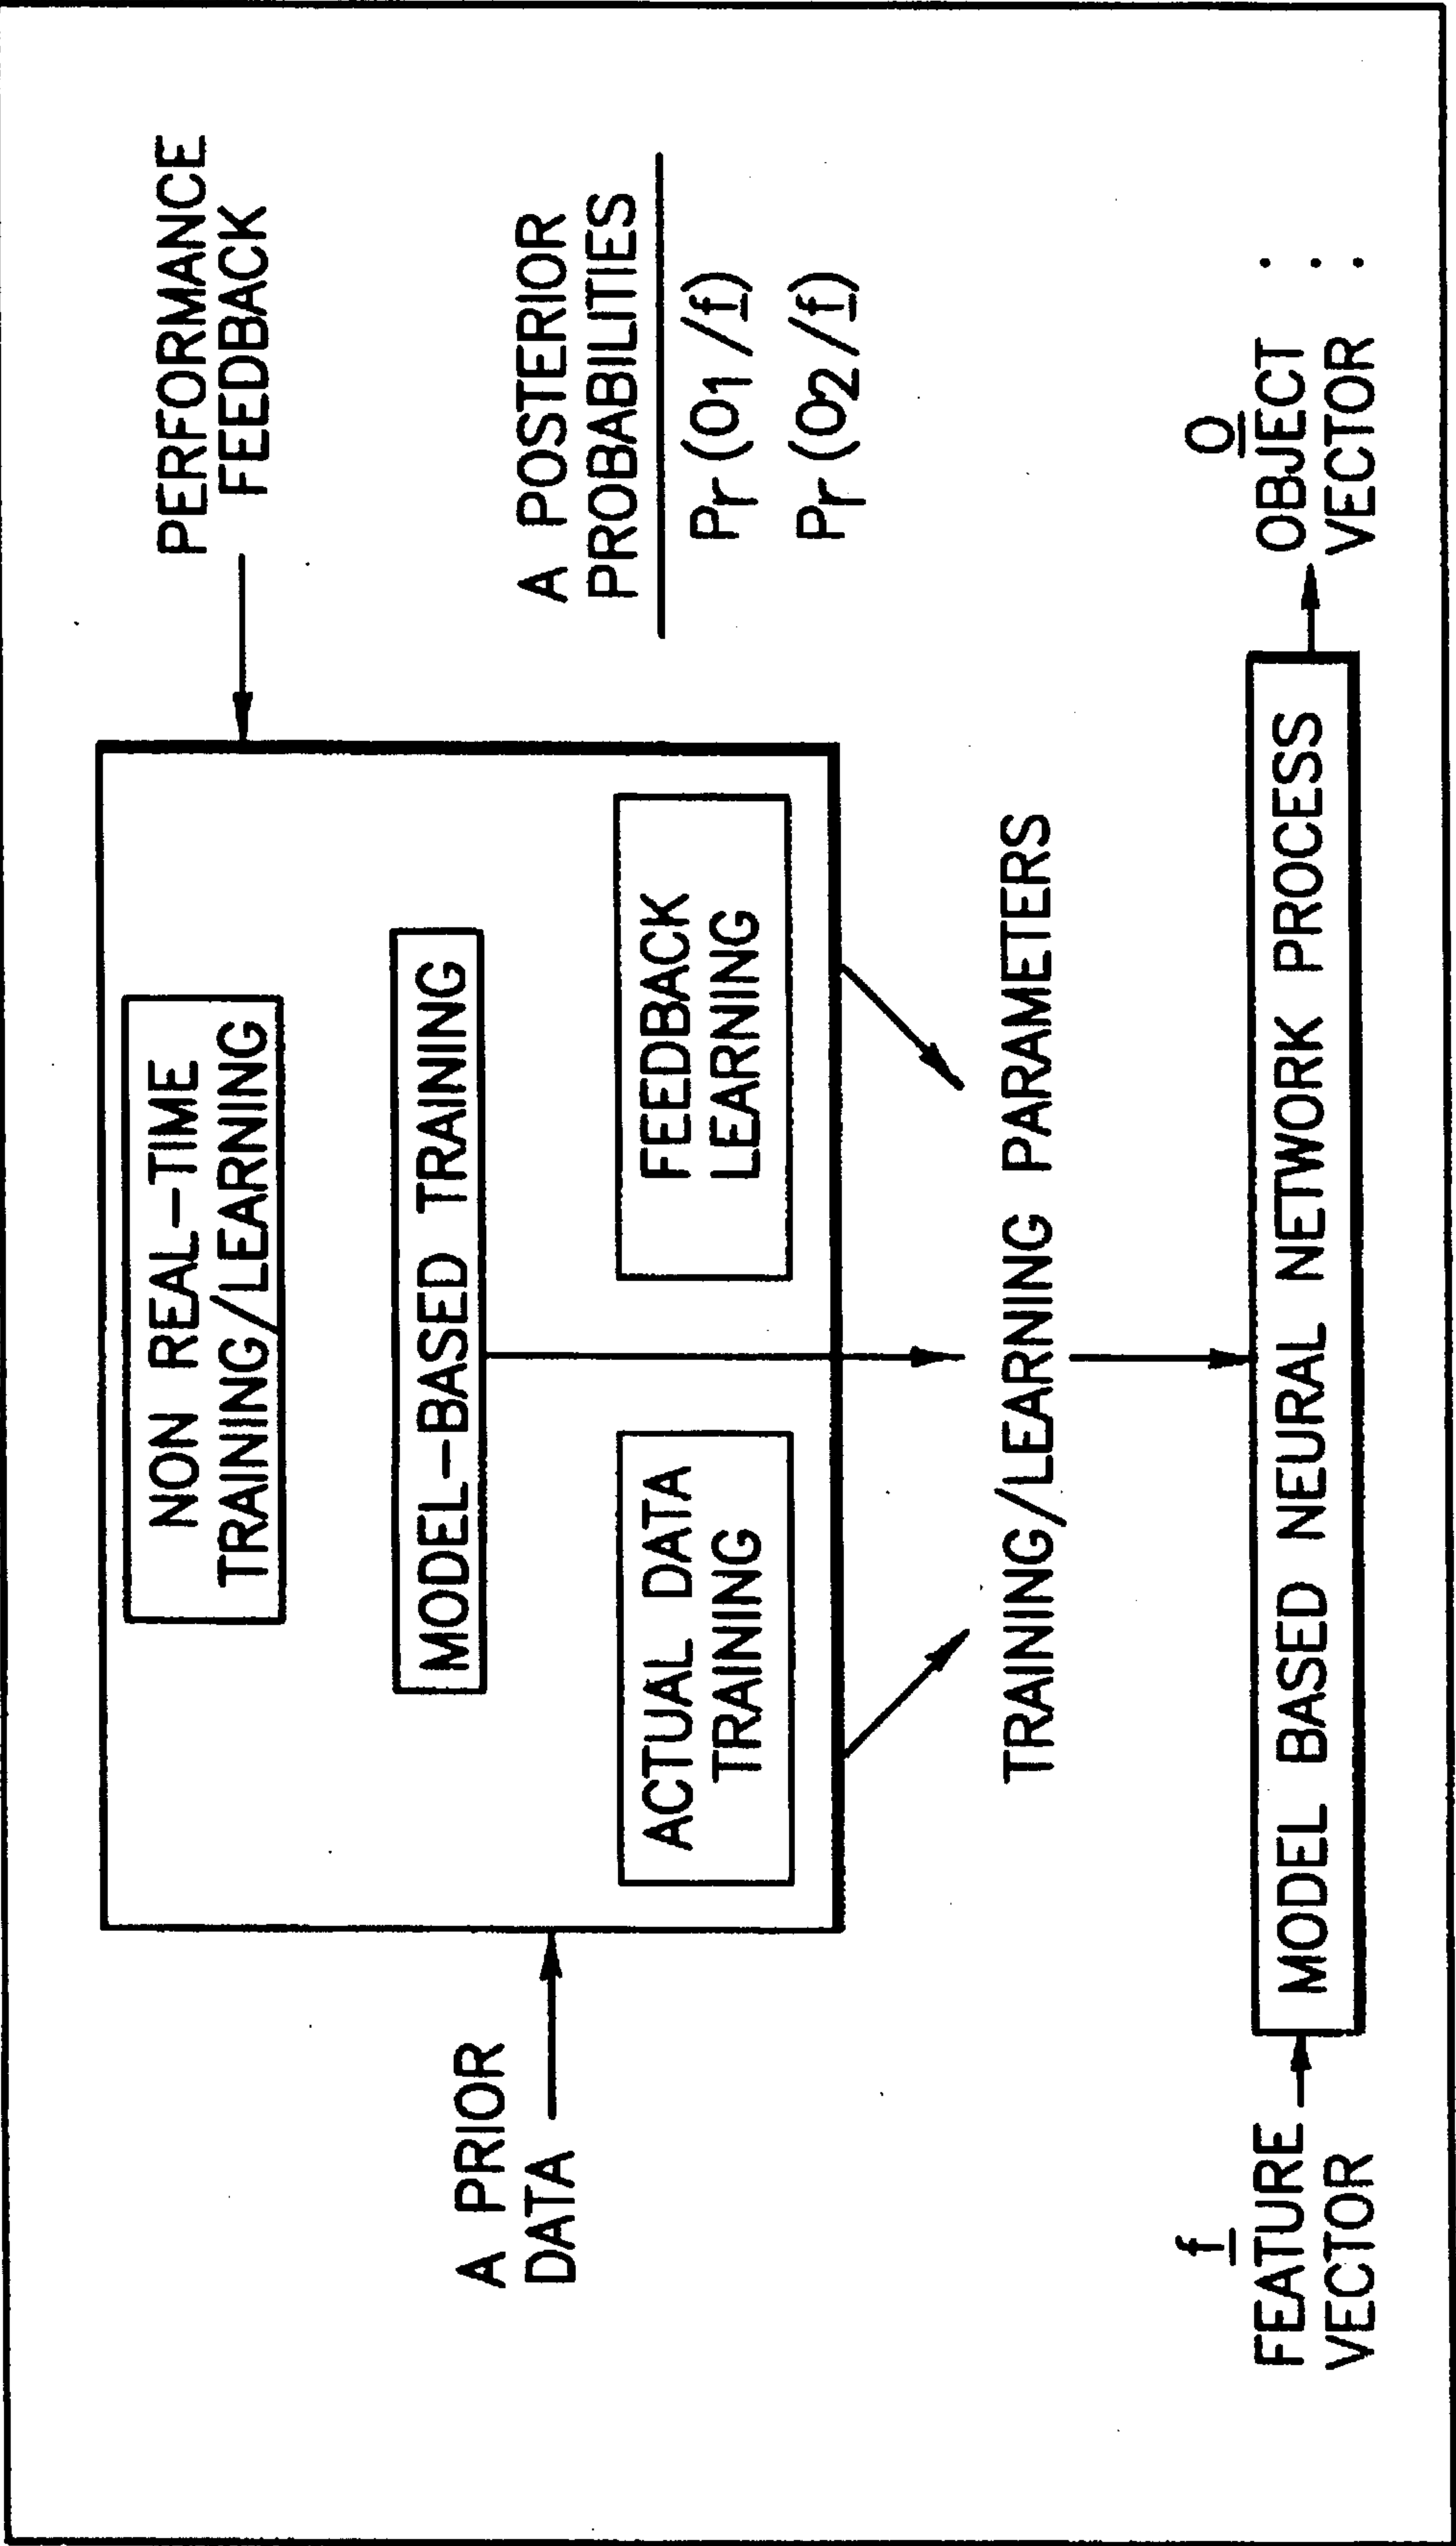 NON REAL-TIME
TRAINING/LEARNING
PERFORMANCE
FEEDBACK
MODEL-BASED TRAINING
A PRIOR
DATA
ACTUAL DATA
TRAINING
FEEDBACK
LEARNING
A POSTERIOR
PROBABILITIES
Pr (O1/f)
Pr (O2/f)
TRAINING/LEARNING PARAMETERS
f
FEATURE
VECTOR
MODEL BASED NEURAL NETWORK PROCESS
O
OBJECT
VECTOR